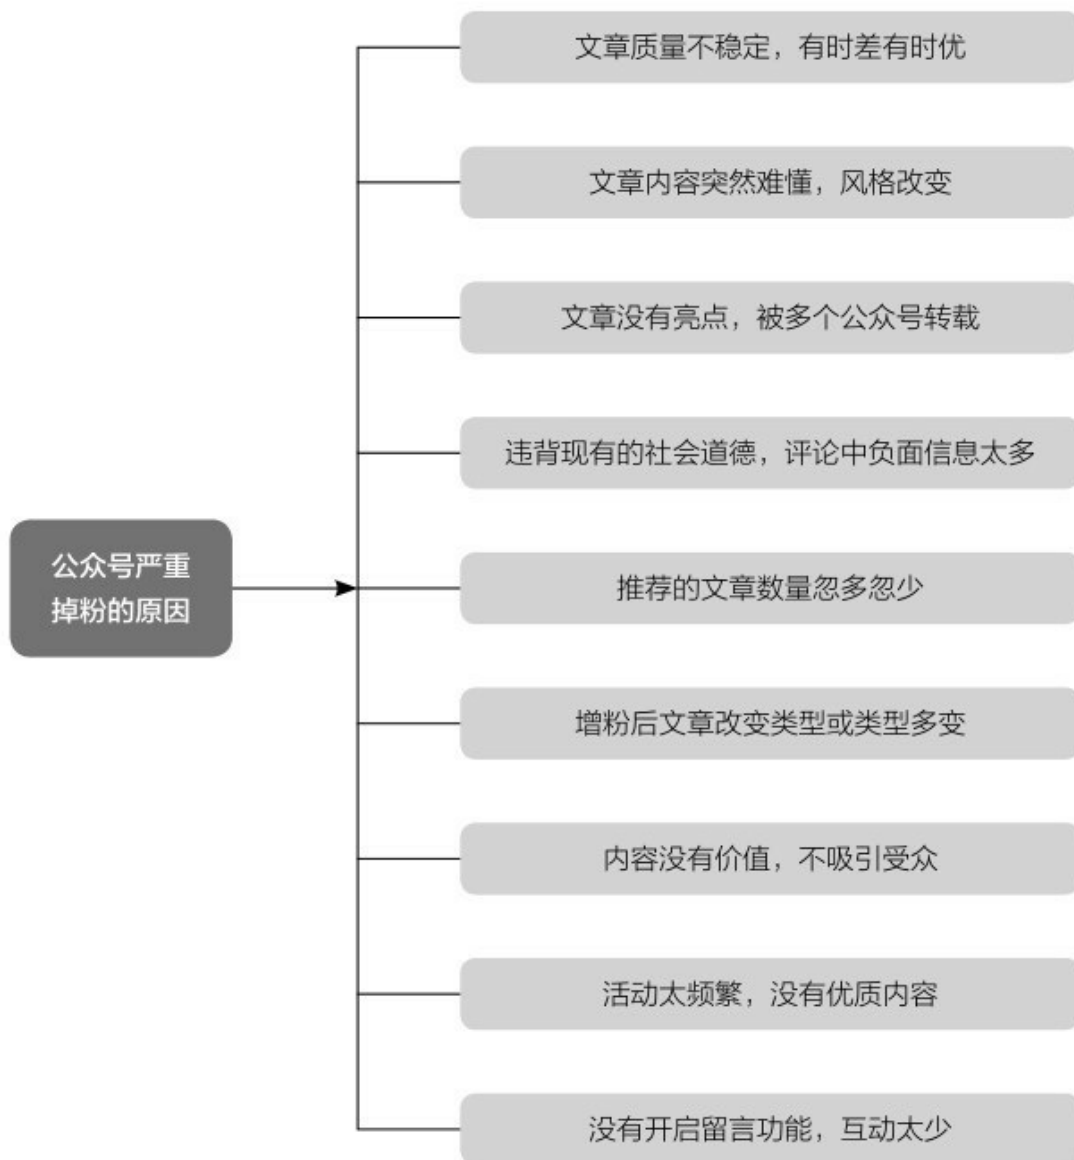 文章质量不稳定，有时差有时优
文章内容突然难懂，风格改变
文章没有亮点，被多个公众号转载
违背现有的社会道德，评论中负面信息太多
公众号严重
掉粉的原因
推荐的文章数量忽多忽少
增粉后文章改变类型或类型多变
内容没有价值，不吸引受众
活动太频繁，没有优质内容
没有开启留言功能，互动太少